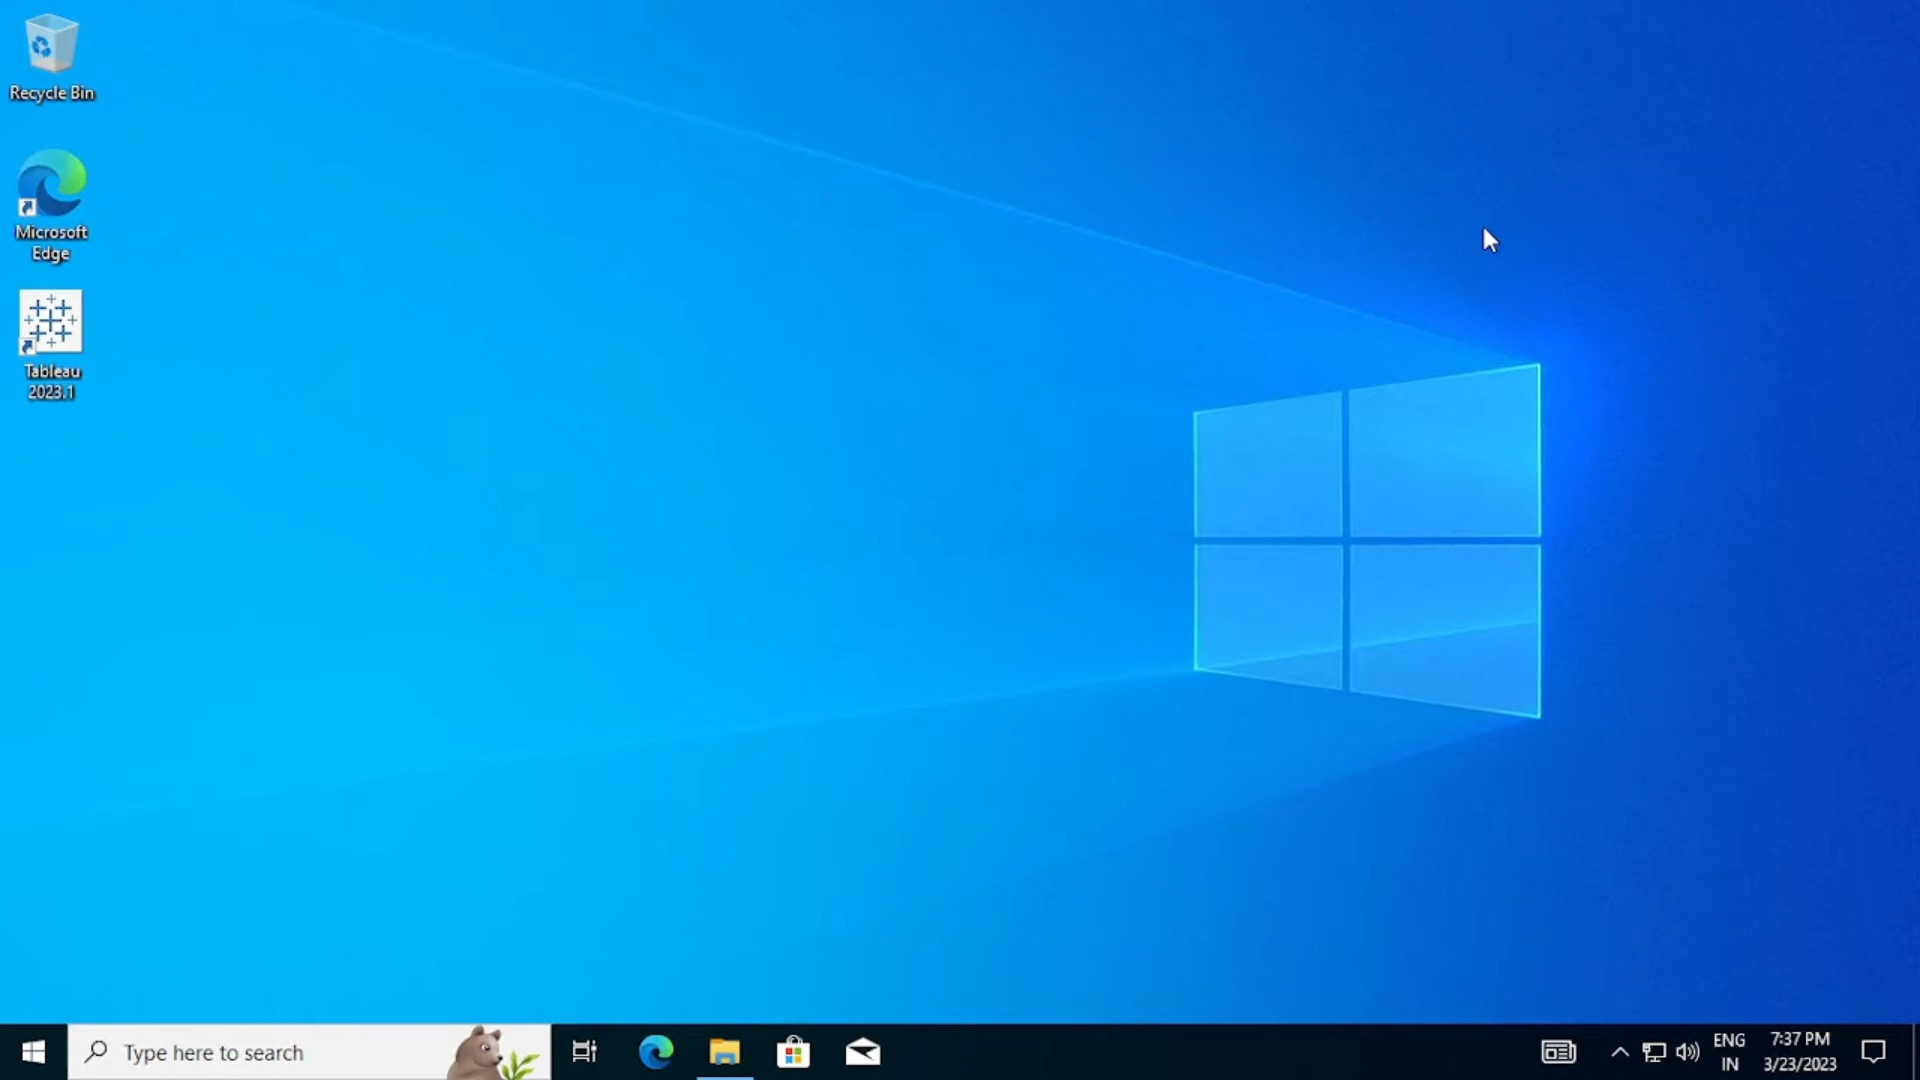 Recycle Bin
Microsoft
Edge
Tableau
2023.1
Type here to search
ENG
IN
7:37 PM
3/23/2023